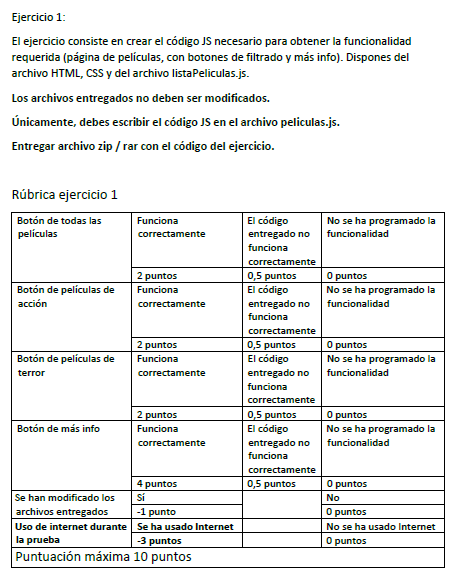 Ejercicio 1:
El ejercicio consiste en crear el código JS necesario para obtener la funcionalidad
requerida (página de películas, con botones de filtrado y más info). Dispones del
archivo HTML, CSS y del archivo listaPeliculas.js.
Los archivos entregados no deben ser modificados.
Únicamente, debes escribir el código JS en el archivo peliculas.js.
Entregar archivo zip / rar con el código del ejercicio.
Rúbrica ejercicio 1
Botón de todas las
películas
Funciona
correctamente
El código
entregado no
funciona
correctamente
No se ha programado la
funcionalidad
2 puntos
0,5 puntos
0 puntos
Botón de películas de
acción
Funciona
correctamente
El código
entregado no
funciona
correctamente
No se ha programado la
funcionalidad
2 puntos
0,5 puntos
0 puntos
Botón de películas de
terror
Funciona
correctamente
El código
entregado no
funciona
correctamente
No se ha programado la
funcionalidad
2 puntos
0,5 puntos
0 puntos
Botón de más info
Funciona
correctamente
El código
entregado no
funciona
correctamente
No se ha programado la
funcionalidad
4 puntos
0,5 puntos
0 puntos
Se han modificado los
archivos entregados
Sí
No
-1 punto
0 puntos
Uso de internet durante
la prueba
Se ha usado Internet
No se ha usado Internet
-3 puntos
0 puntos
Puntuación máxima 10 puntos